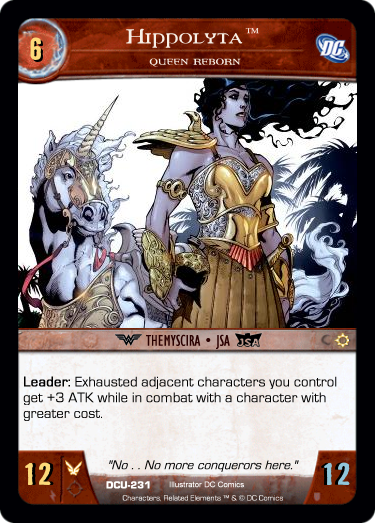 6
HIPPOLYTA™
DC
QUEEN REBORN
THEMYSCIRA • JSA JSA
Leader: Exhausted adjacent characters you control
get +3 ATK while in combat with a character with
greater cost.
"No . . No more conquerors here."
12
12
DCU-231 Illustrator DC Comics
Characters, Related Elements ™ & © DC Comics